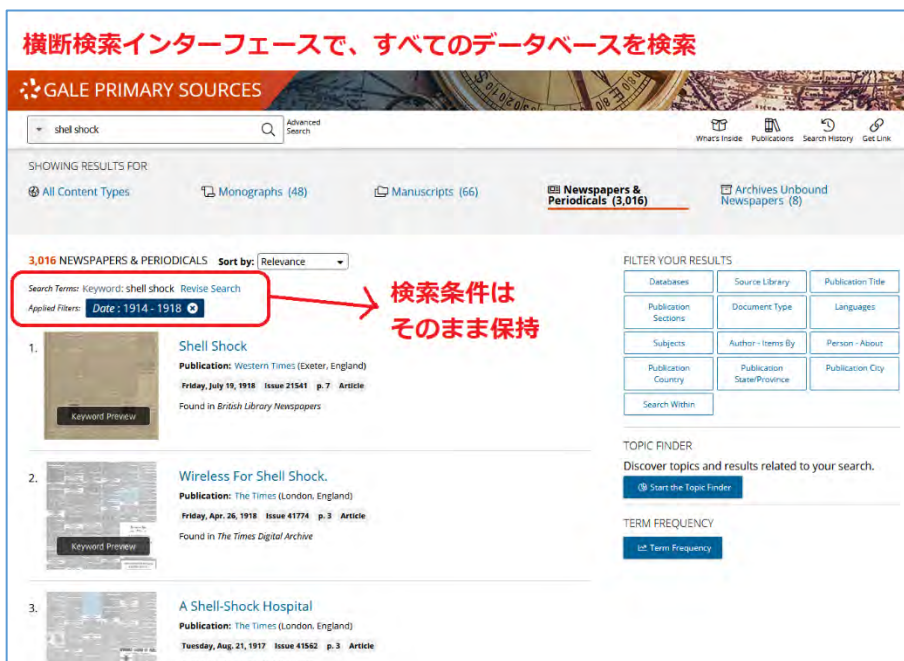 横断検索インターフェースで、すべてのデータベースを検索
GALE PRIMARY SOURCES
shel shock
Advanced
Search
What's Inside Publications Search History Get Link
SHOWING RESULTS FOR
All Content Types Monographs (48) Manuscripts (66) Newspapers &
Periodicals (3,016) Archives Unbound
Newspapers (8)
3,016 NEWSPAPERS & PERIODICALS Sort by: Relevance
Search Terms: Keyword: shell shock Revise Search
Applied Filters: Date : 1914 - 1918
検索条件は
そのまま保持
1. Shell Shock
Publication: Western Times (Exeter, England)
Friday, July 19, 1918 Issue 21541 p. 7 Article
Found in British Library Newspapers
Keyword Preview
2. Wireless For Shell Shock.
Publication: The Times (London, England)
Friday, Apr. 26, 1918 Issue 41774 p. 3 Article
Found in The Times Digital Archive
Keyword Preview
3. A Shell-Shock Hospital
Publication: The Times (London, England)
Tuesday, Aug. 21, 1917 Issue 41562 p. 3 Article
FILTER YOUR RESULTS
Databases Source Library Publication Title
Publication
Sections Document Type Languages
Subjects Author - Items By Person - About
Publication
Country Publication
State/Province Publication City
Search Within
TOPIC FINDER
Discover topics and results related to your search.
Start the Topic Finder
TERM FREQUENCY
Term Frequency